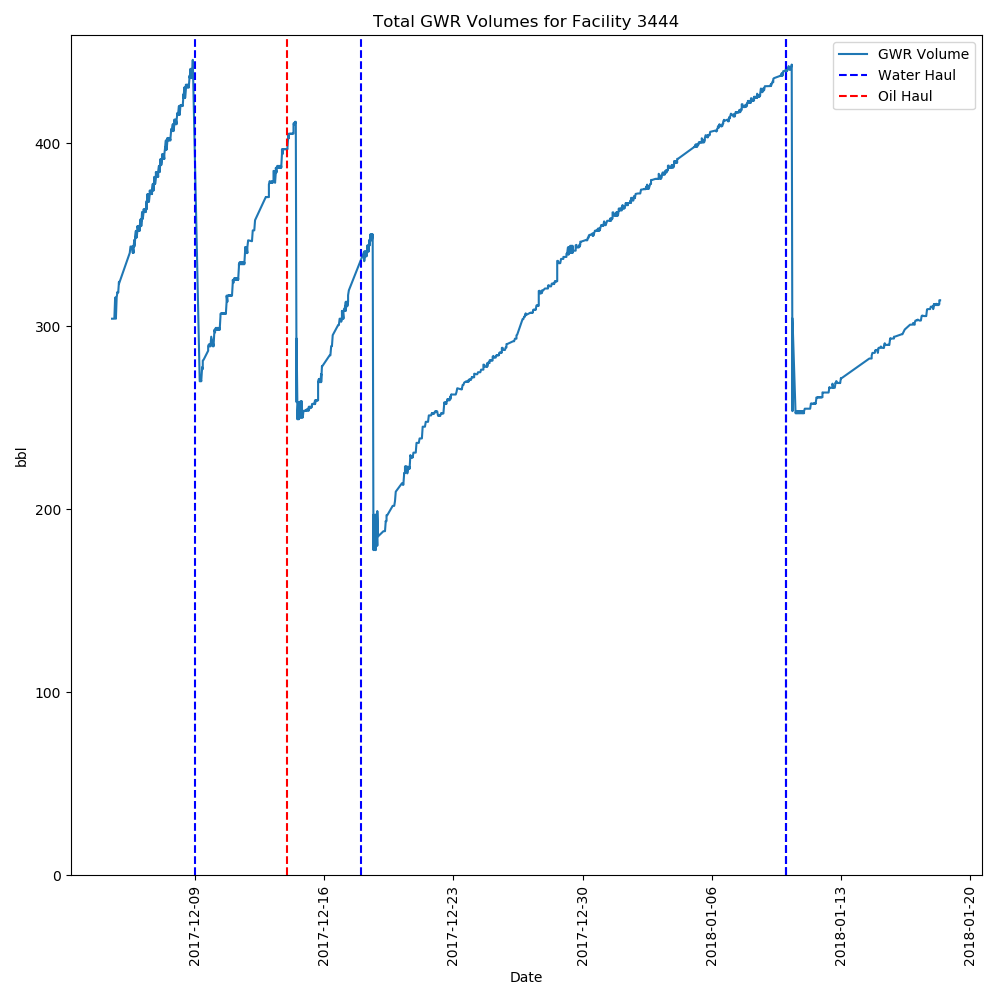 Total GWR Volumes for Facility 3444
GWR Volume
Water Haul
Oil Haul
400
300
200
100
0
bbl
2017-12-09
2017-12-16
2017-12-23
2017-12-30
2018-01-06
2018-01-13
2018-01-20
Date